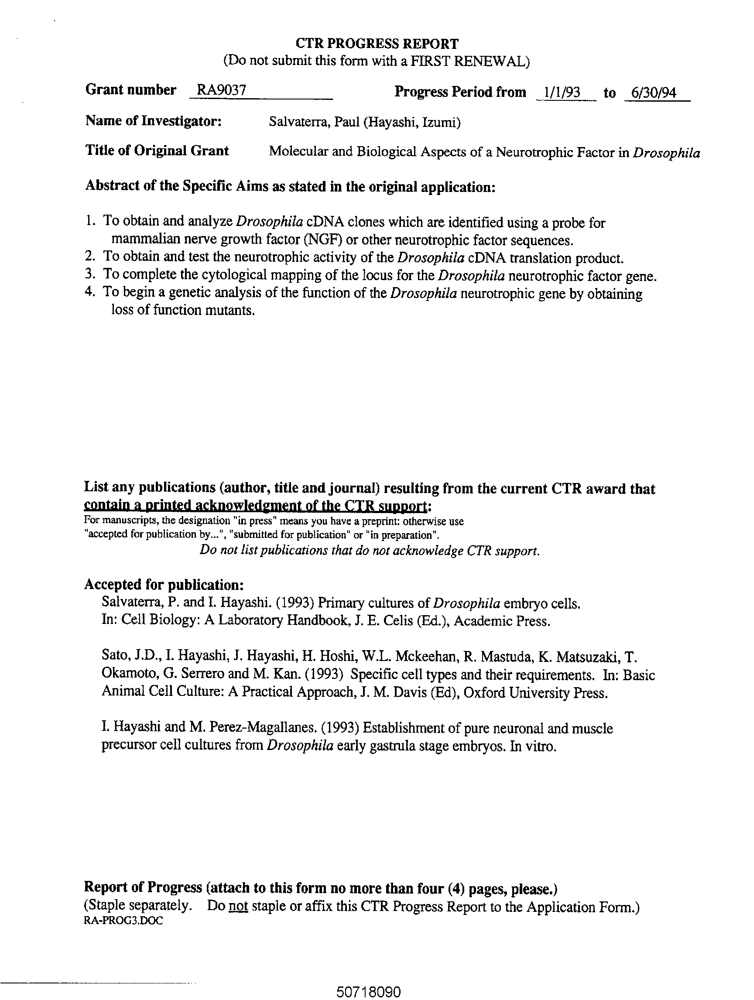 CTR PROGRESS REPORT
(Do not submit this form with a FIRST RENEWAL)
Grant number RA9037 Progress Period from 1/1/93 to 6/30/94
Name of Investigator: Salvaterra, Paul (Hayashi, Izumi)
Title of Original Grant Molecular and Biological Aspects of a Neurotrophic Factor in Drosophila
Abstract of the Specific Aims as stated in the original application:
1. To obtain and analyze Drosophila cDNA clones which are identified using a probe for
mammalian nerve growth factor (NGF) or other neurotrophic factor sequences.
2. To obtain and test the neurotrophic activity of the Drosophila cDNA translation product.
3. To complete the cytological mapping of the locus for the Drosophila neurotrophic factor gene.
4. To begin a genetic analysis of the function of the Drosophila neurotrophic gene by obtaining
loss of function mutants.
List any publications (author, title and journal) resulting from the current CTR award that
contain a printed acknowledgment of the CTR support:
For manuscripts, the designation "in press" means you have a preprint: otherwise use
"accepted for publication by...", "submitted for publication" or "in preparation".
Do not list publications that do not acknowledge CTR support.
Accepted for publication:
Salvaterra, P. and I. Hayashi. (1993) Primary cultures of Drosophila embryo cells.
In: Cell Biology: A Laboratory Handbook, J. E. Celis (Ed.), Academic Press.
Sato, J.D., I. Hayashi, J. Hayashi, H. Hoshi, W.L. Mckeehan, R. Mastuda, K. Matsuzaki, T.
Okamoto, G. Serrero and M. Kan. (1993) Specific cell types and their requirements. In: Basic
Animal Cell Culture: A Practical Approach, J. M. Davis (Ed), Oxford University Press.
I. Hayashi and M. Perez-Magallanes. (1993) Establishment of pure neuronal and muscle
precursor cell cultures from Drosophila early gastrula stage embryos. In vitro.
Report of Progress (attach to this form no more than four (4) pages, please.)
(Staple separately. Do not staple or affix this CTR Progress Report to the Application Form.)
RA-PROG3.DOC
50718090